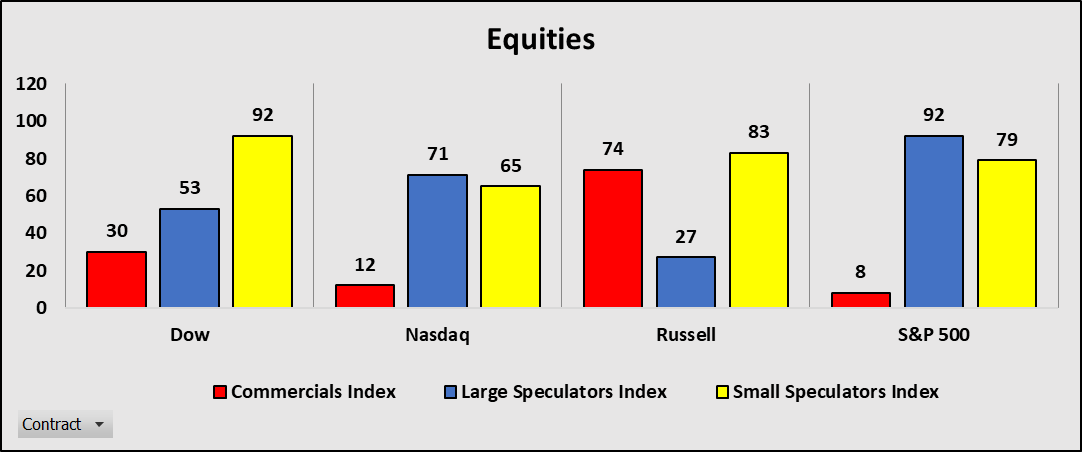 Equities
120
100
80
60
40
20
0
30
53
92
12
71
65
74
27
83
8
92
79
Dow
Nasdaq
Russell
S&P 500
Commercials Index
Large Speculators Index
Small Speculators Index
Contract